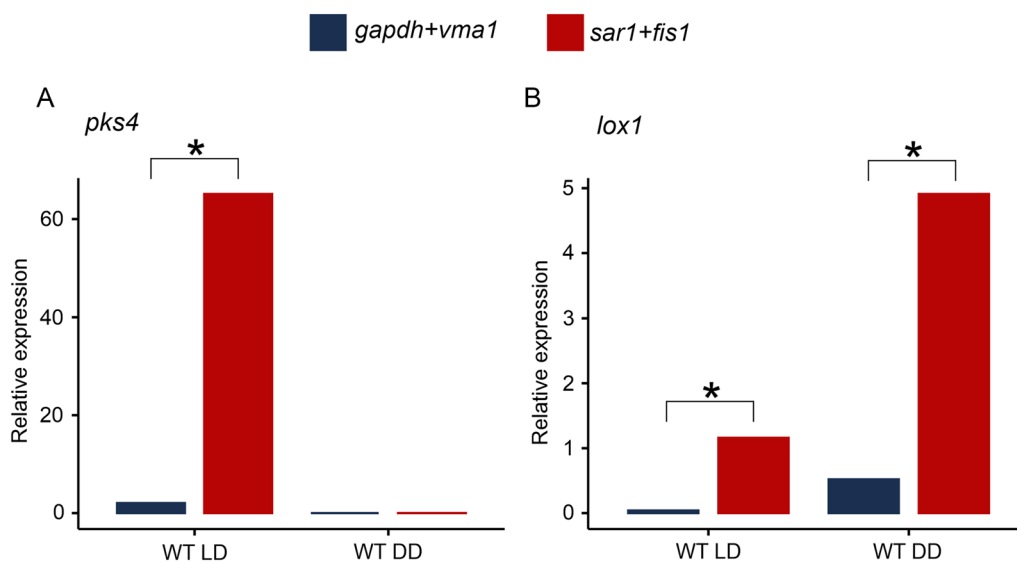 gapdh+vma1
sar1+fis1
A
pks4
*
Relative expression
60
40
20
0
WT LD
WT DD
B
lox1
*
*
Relative expression
5
4
3
2
1
0
WT LD
WT DD